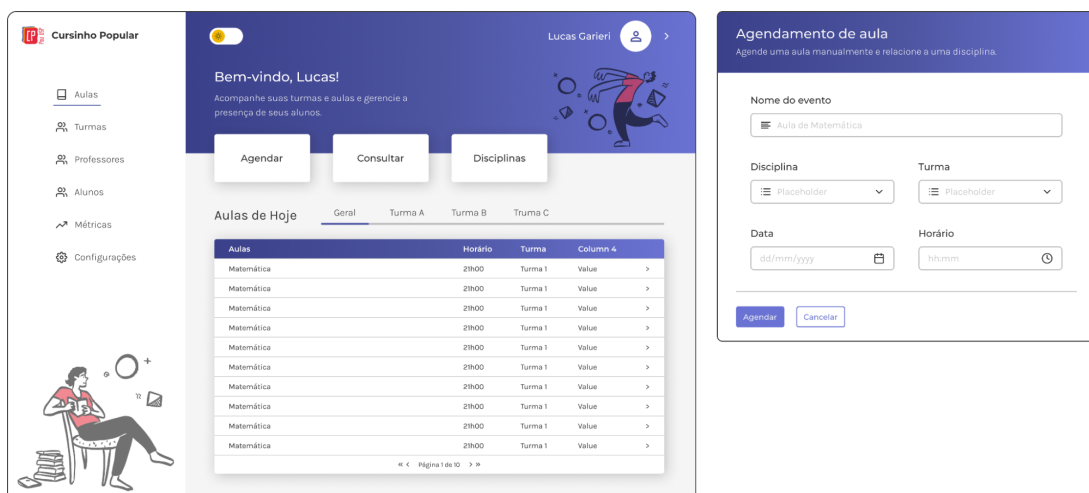 CP
Cursinho Popular
Aulas
Turmas
Professores
Alunos
Métricas
Configurações
Lucas Garieri
Bem-vindo, Lucas!
Acompanhe suas turmas e aulas e gerencie a
presença de seus alunos.
Agendar Consultar Disciplinas
Aulas de Hoje Geral Turma A Turma B Truma C
Aulas Horário Turma Column 4
Matemática 21h00 Turma 1 Value >
Matemática 21h00 Turma 1 Value >
Matemática 21h00 Turma 1 Value >
Matemática 21h00 Turma 1 Value >
Matemática 21h00 Turma 1 Value >
Matemática 21h00 Turma 1 Value >
Matemática 21h00 Turma 1 Value >
Matemática 21h00 Turma 1 Value >
Matemática 21h00 Turma 1 Value >
Matemática 21h00 Turma 1 Value >
« < Página 1 de 10 > »
Agendamento de aula
Agende uma aula manualmente e relacione a uma disciplina.
Nome do evento
Aula de Matemática
Disciplina Turma
Placeholder Placeholder
Data Horário
dd/mm/yyyy hh:mm
Agendar Cancelar